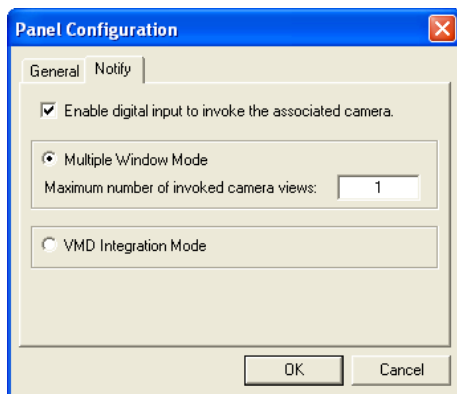 Panel Configuration
General Notify
Enable digital input to invoke the associated camera.
Multiple Window Mode
Maximum number of invoked camera views: 1
VMD Integration Mode
OK Cancel